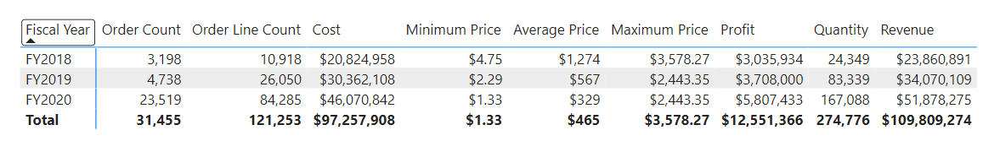 Fiscal Year Order Count Order Line Count Cost Minimum Price Average Price Maximum Price Profit Quantity Revenue
FY2018 3,198 10,918 $20,824,958 $4.75 $1,274 $3,578.27 $3,035,934 24,349 $23,860,891
FY2019 4,738 26,050 $30,362,108 $2.29 $567 $2,443.35 $3,708,000 83,339 $34,070,109
FY2020 23,519 84,285 $46,070,842 $1.33 $329 $2,443.35 $5,807,433 167,088 $51,878,275
Total 31,455 121,253 $97,257,908 $1.33 $465 $3,578.27 $12,551,366 274,776 $109,809,274